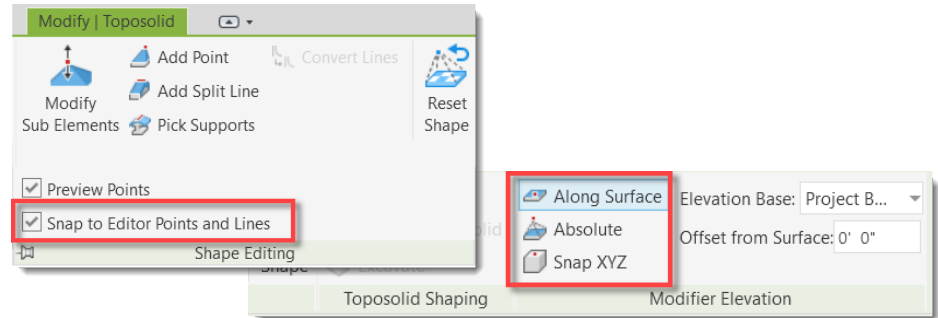 Modify | Toposolid
Add Point
Convert Lines
Add Split Line
Modify
Sub Elements
Pick Supports
Reset
Shape
Preview Points
Snap to Editor Points and Lines
Shape Editing
Along Surface
Elevation Base: Project B...
Absolute
Offset from Surface: 0' 0"
Snap XYZ
Shape
Excavate
Toposolid Shaping
Modifier Elevation